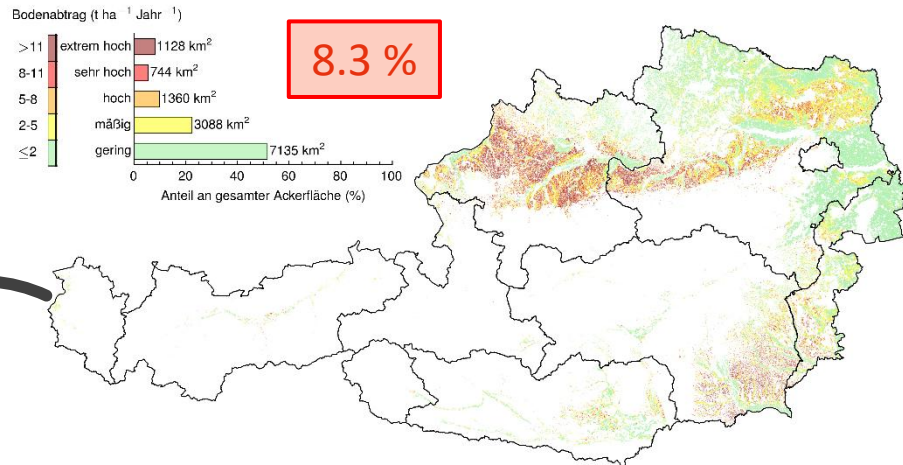 Bodenabtrag (t ha ¹ Jahr ¹)
>11 extrem hoch 1128 km²
8-11 sehr hoch 744 km²
5-8 hoch 1360 km²
2-5 mäßig 3088 km²
≤2 gering 7135 km²
0 20 40 60 80 100
Anteil an gesamter Ackerfläche (%)
8.3 %